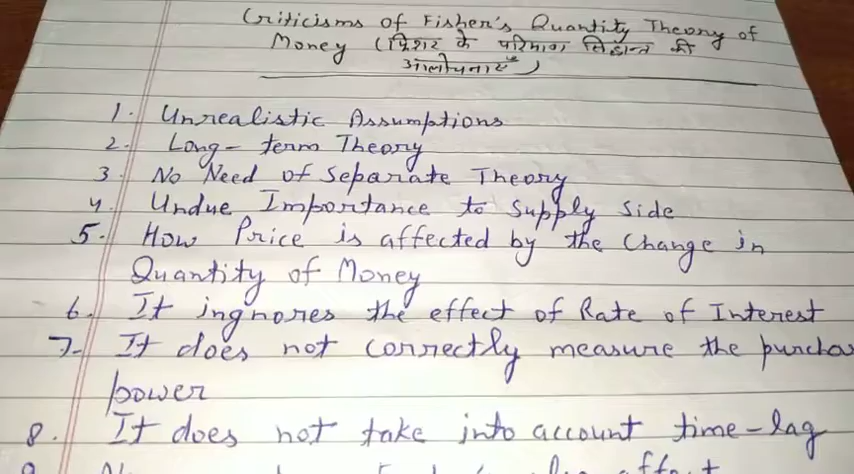 Criticisms of Fisher's Quantity Theory of
Money (फिशर के परिमाण सिद्धान्त की
आलोचनाएँ)
1. Unrealistic Assumptions
2. Long-term Theory
3 No Need of Separate Theory
4. Undue Importance to Supply Side
5. How Price is affected by the Change in
Quantity of Money
6. It ingnores the effect of Rate of Interest
7. It does not correctly measure the purchas
power
8. It does not take into account time-lag